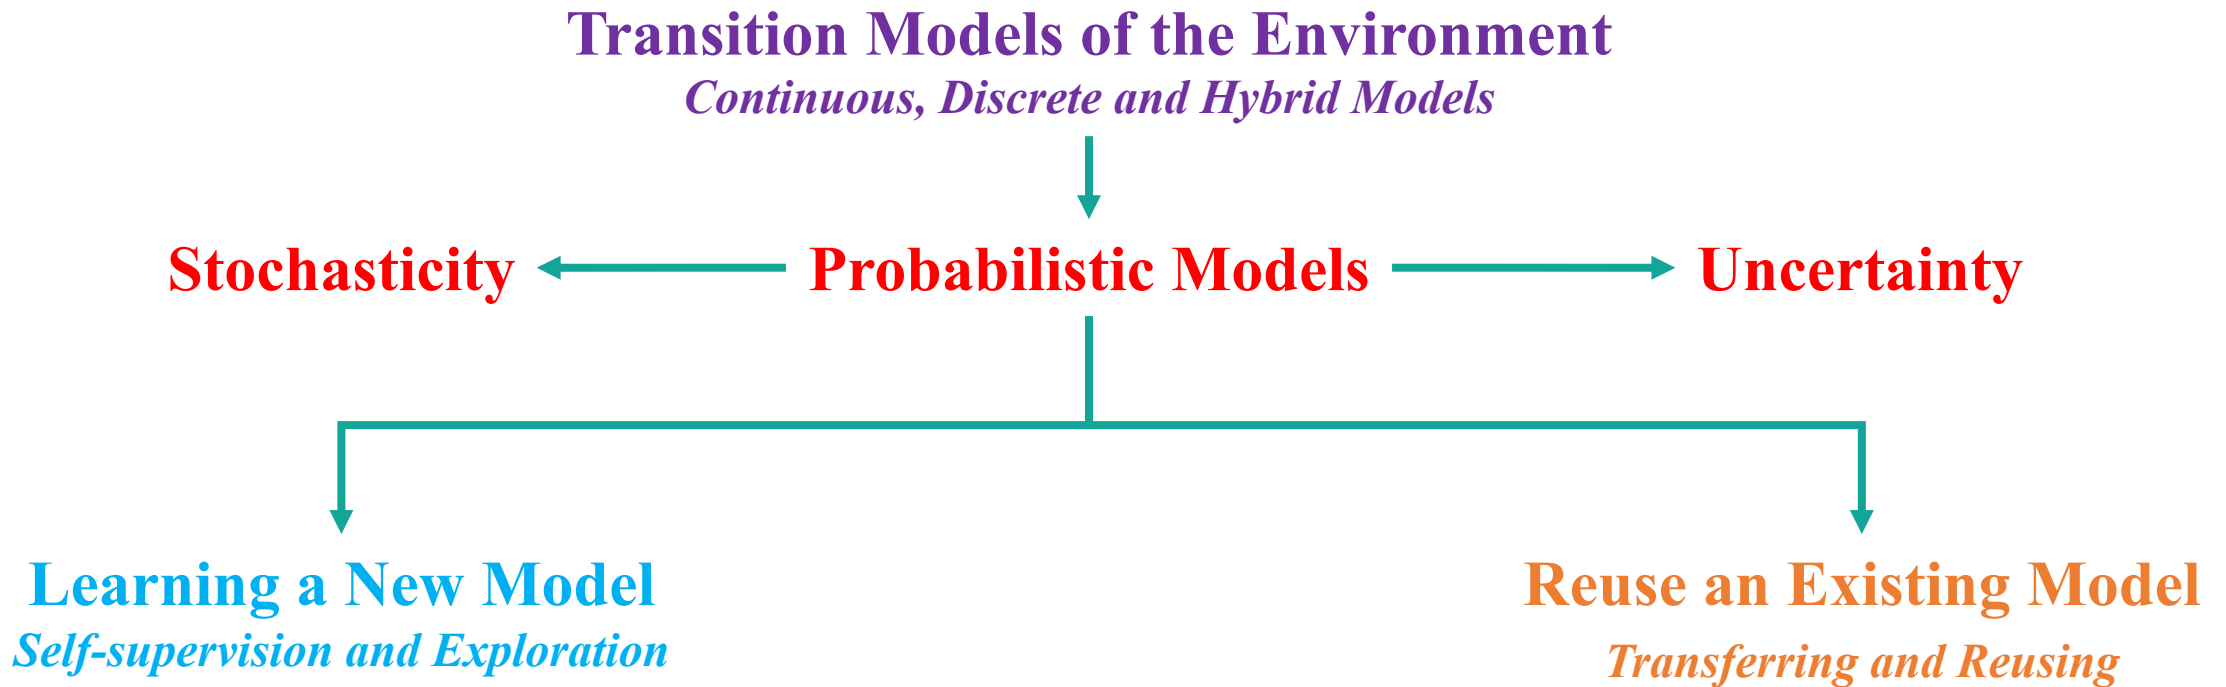 Transition Models of the Environment
Continuous, Discrete and Hybrid Models
Stochasticity
Probabilistic Models
Uncertainty
Learning a New Model
Self-supervision and Exploration
Reuse an Existing Model
Transferring and Reusing